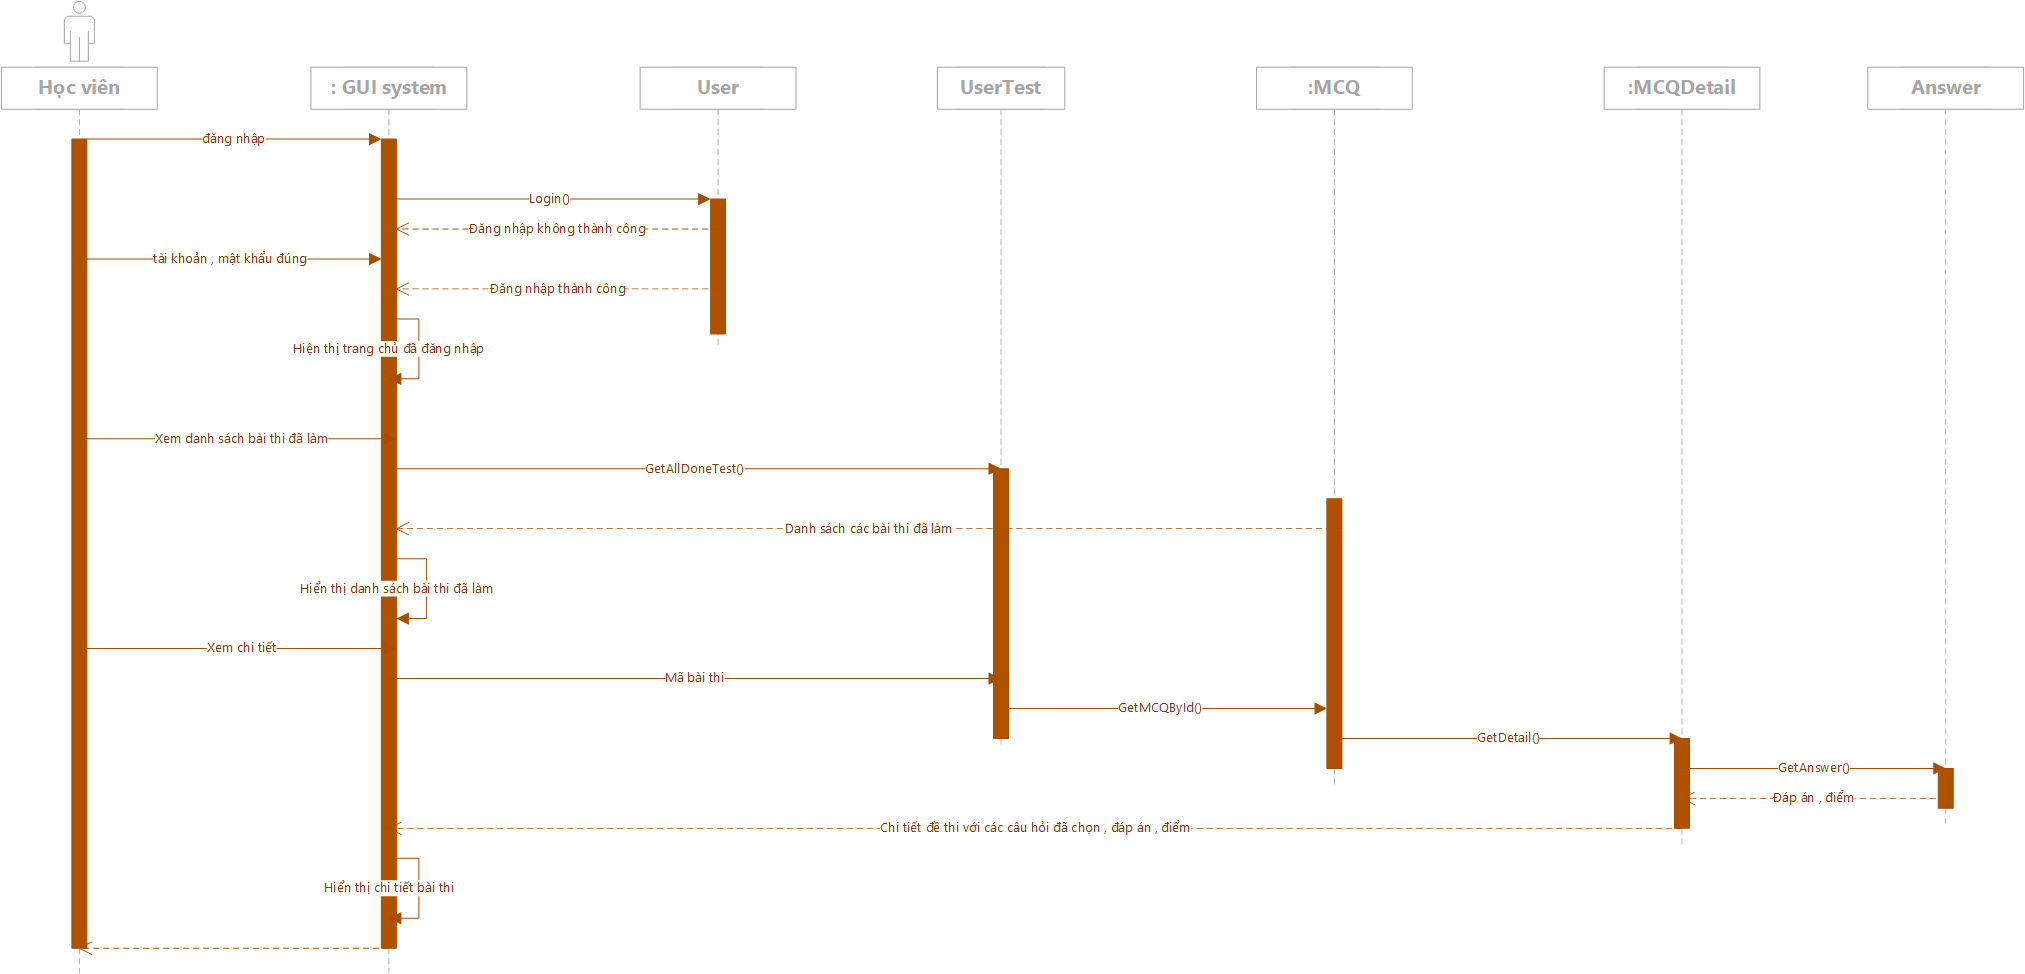 Học viên
: GUI system
User
UserTest
:MCQ
:MCQDetail
Answer
đăng nhập
Login()
Đăng nhập không thành công
tài khoản , mật khẩu đúng
Đăng nhập thành công
Hiện thị trang chủ đã đăng nhập
Xem danh sách bài thi đã làm
GetAllDoneTest()
Danh sách các bài thi đã làm
Hiển thị danh sách bài thi đã làm
Xem chi tiết
Mã bài thi
GetMCQById()
GetDetail()
GetAnswer()
Đáp án , điểm
Chi tiết đề thi với các câu hỏi đã chọn , đáp án , điểm
Hiển thị chi tiết bài thi